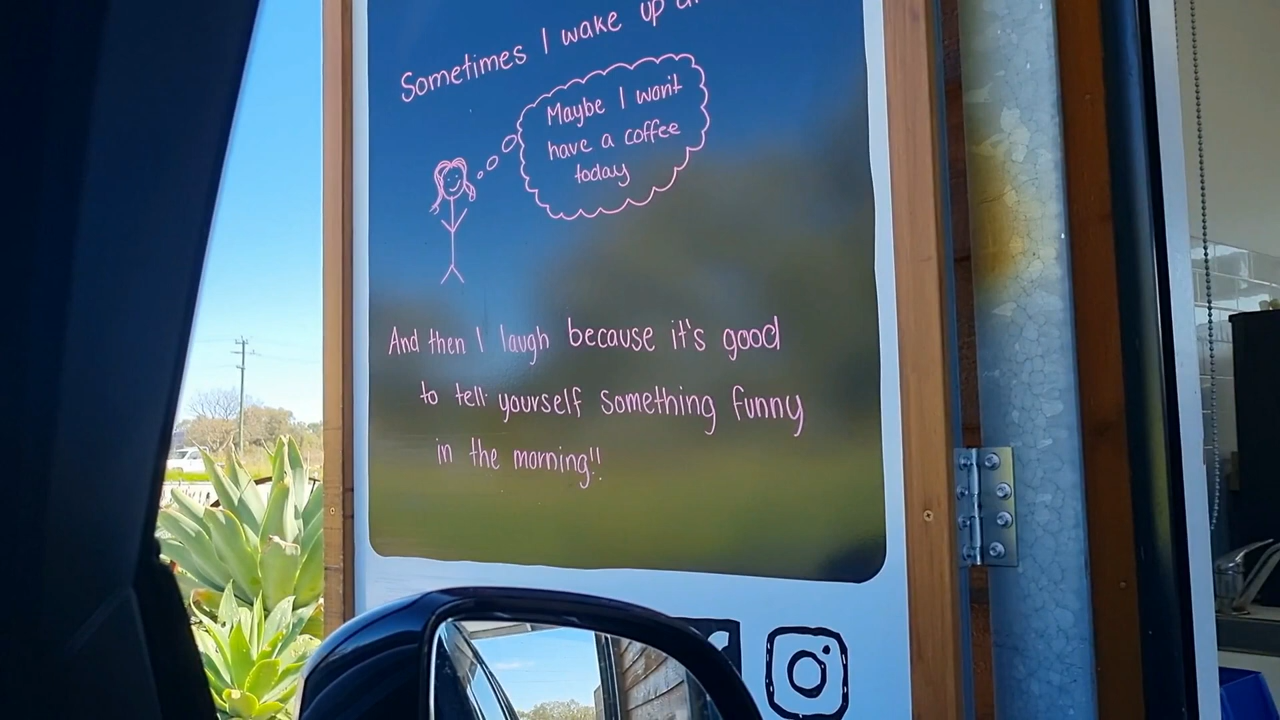 Sometimes I wake up
Maybe I won't
have a coffee
today
And then I laugh because it's good
to tell yourself something funny
in the morning!!